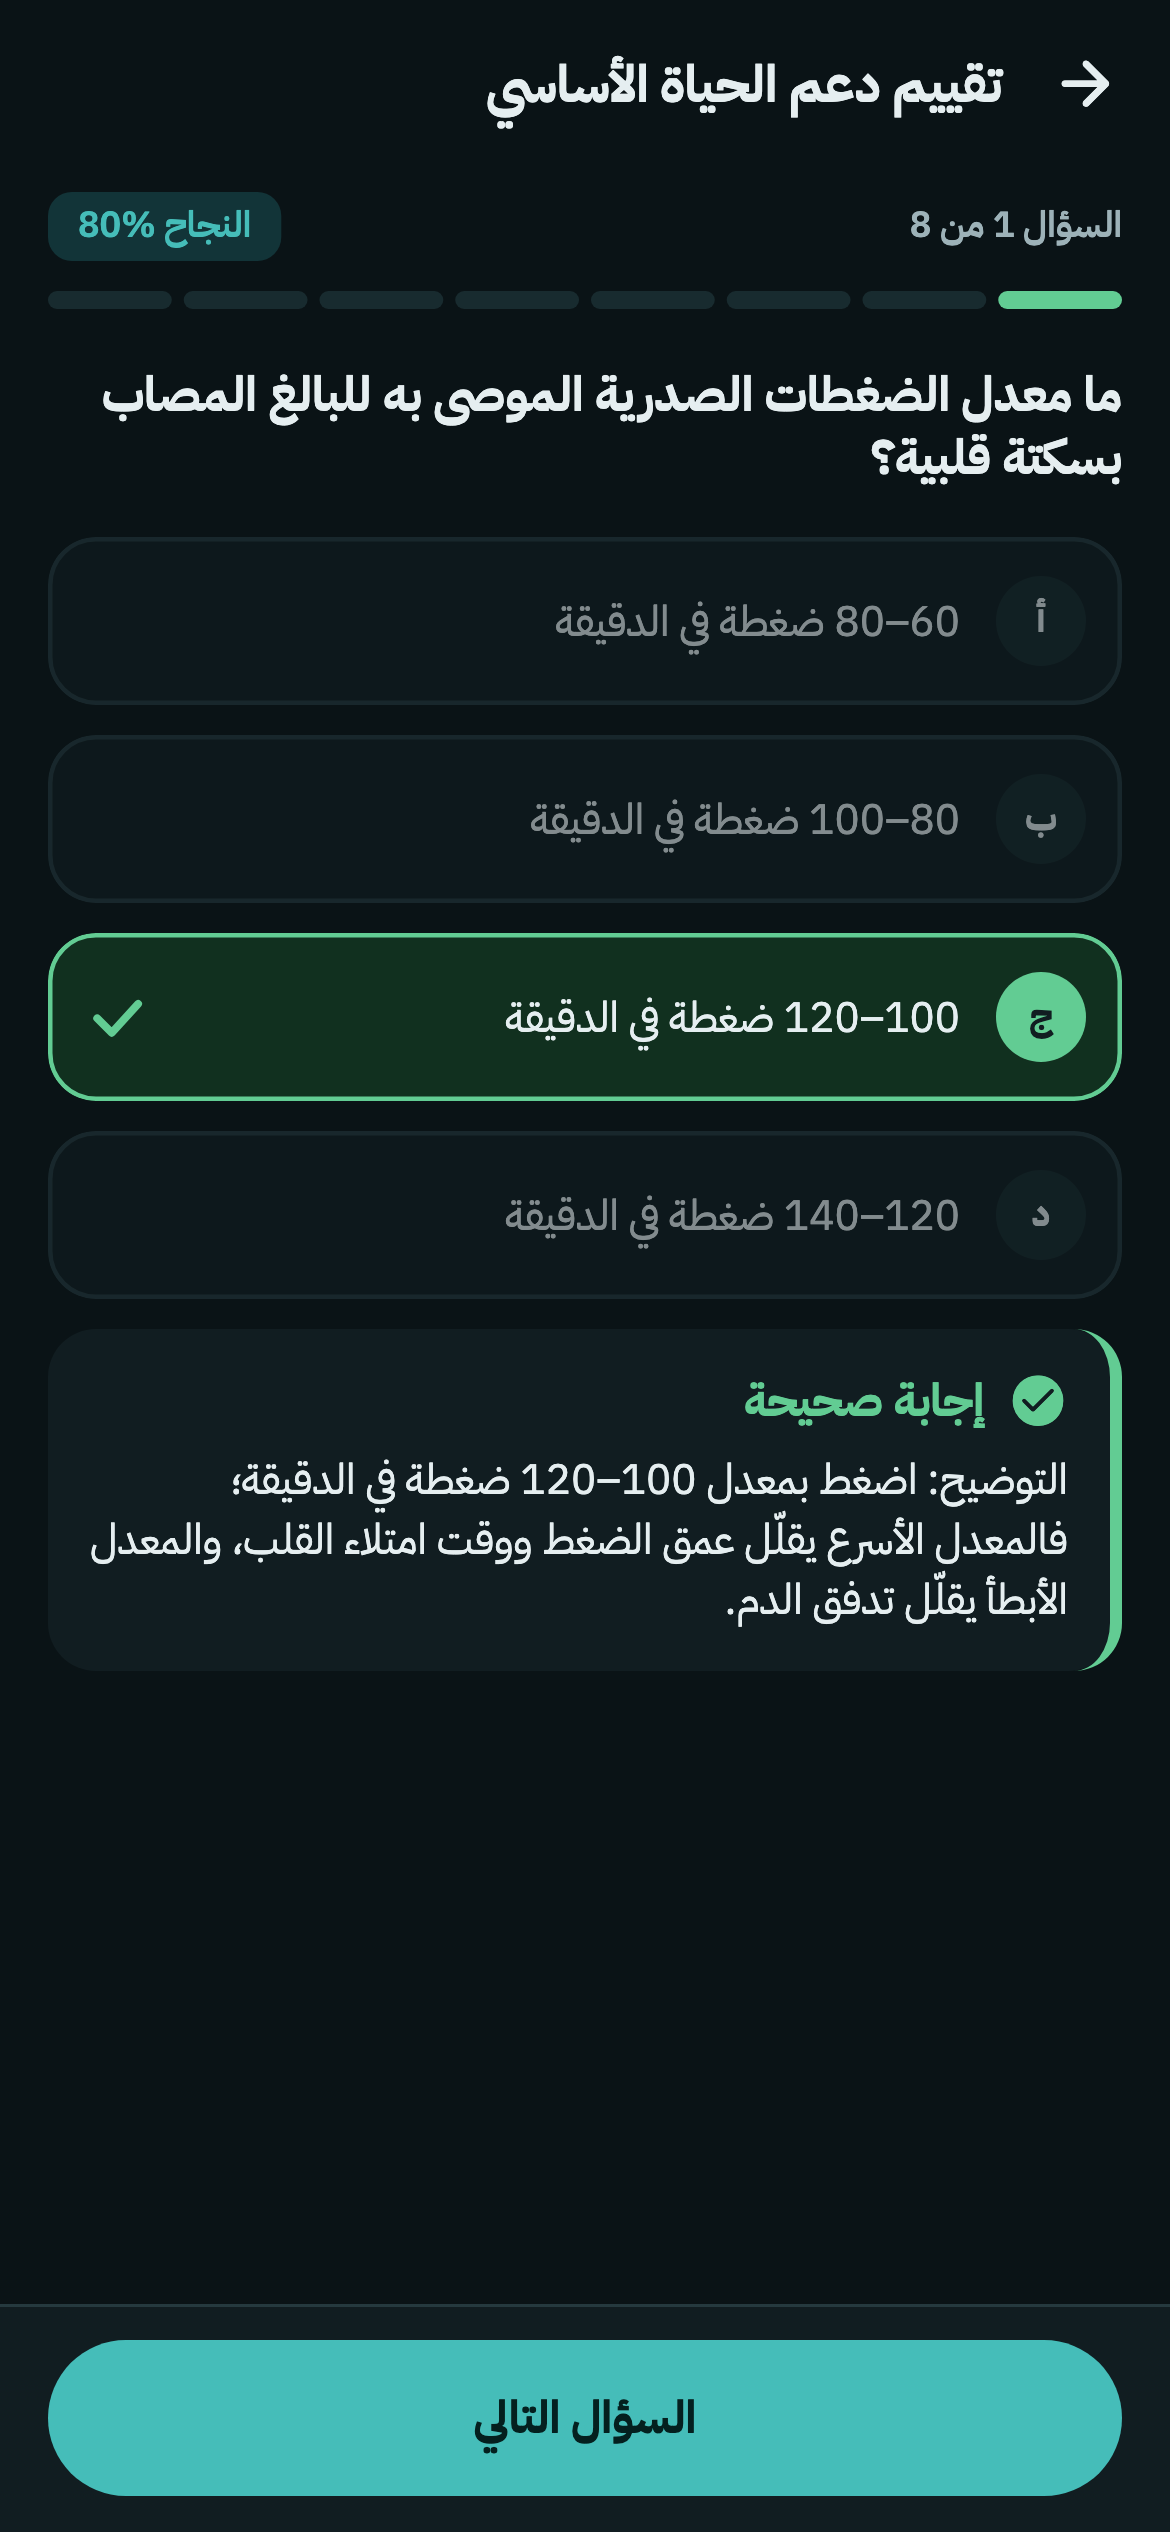 تقييم دعم الحياة الأساسي
السؤال 1 من 8
النجاح 80%
ما معدل الضغطات الصدرية الموصى به للبالغ المصاب
بسكتة قلبية؟
أ
60–80 ضغطة في الدقيقة
ب
80–100 ضغطة في الدقيقة
ج
100–120 ضغطة في الدقيقة
د
120–140 ضغطة في الدقيقة
إجابة صحيحة
التوضيح: اضغط بمعدل 100–120 ضغطة في الدقيقة؛
فالمعدل الأسرع يقلّل عمق الضغط ووقت امتلاء القلب، والمعدل
الأبطأ يقلّل تدفق الدم.
السؤال التالي